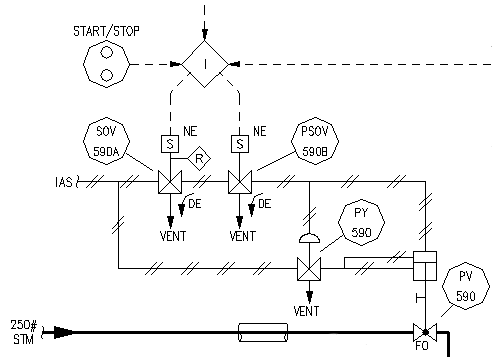 START/STOP
I
SOV
590A
NE
S
R
NE
S
PSOV
590B
IAS
DE
DE
VENT
VENT
PY
590
VENT
PV
590
250#
STM
FO